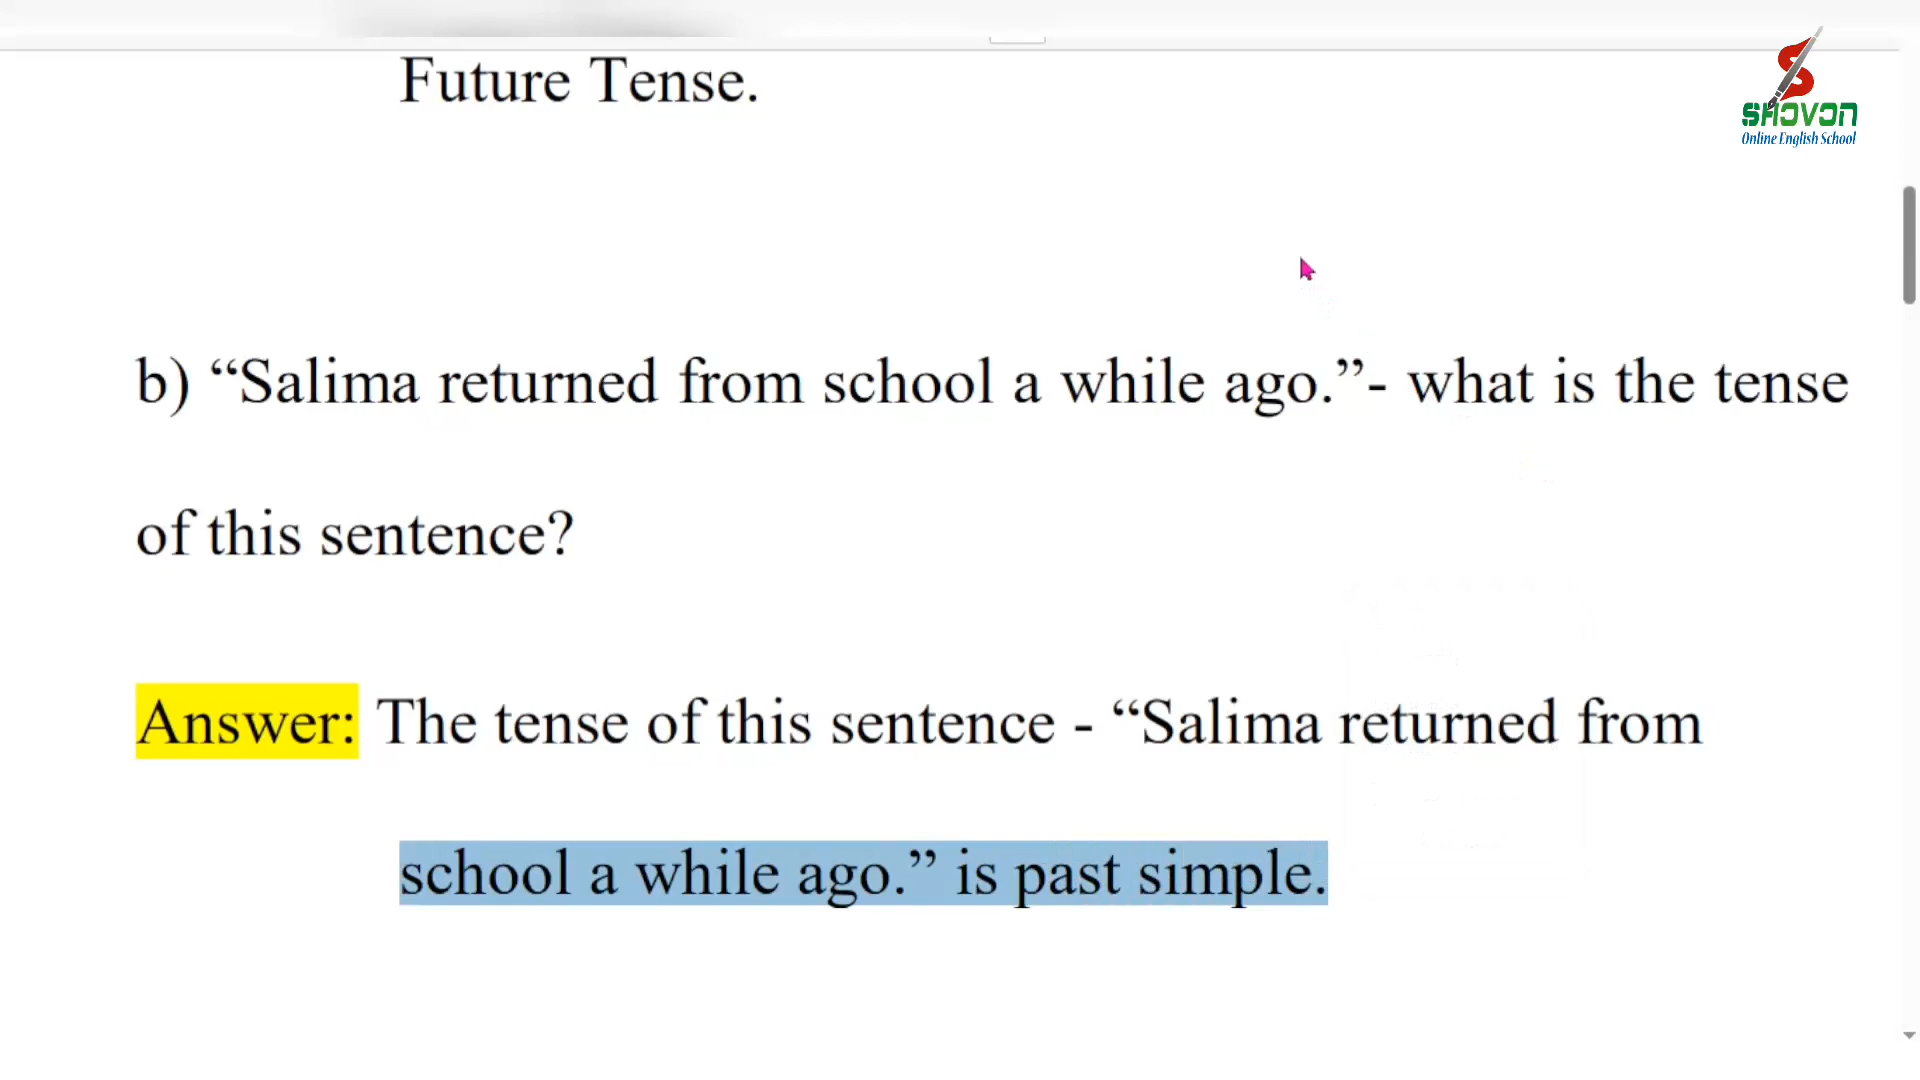 Future Tense.
SHOVON
Online English School
b) “Salima returned from school a while ago.”- what is the tense
of this sentence?
Answer: The tense of this sentence - “Salima returned from
school a while ago.” is past simple.